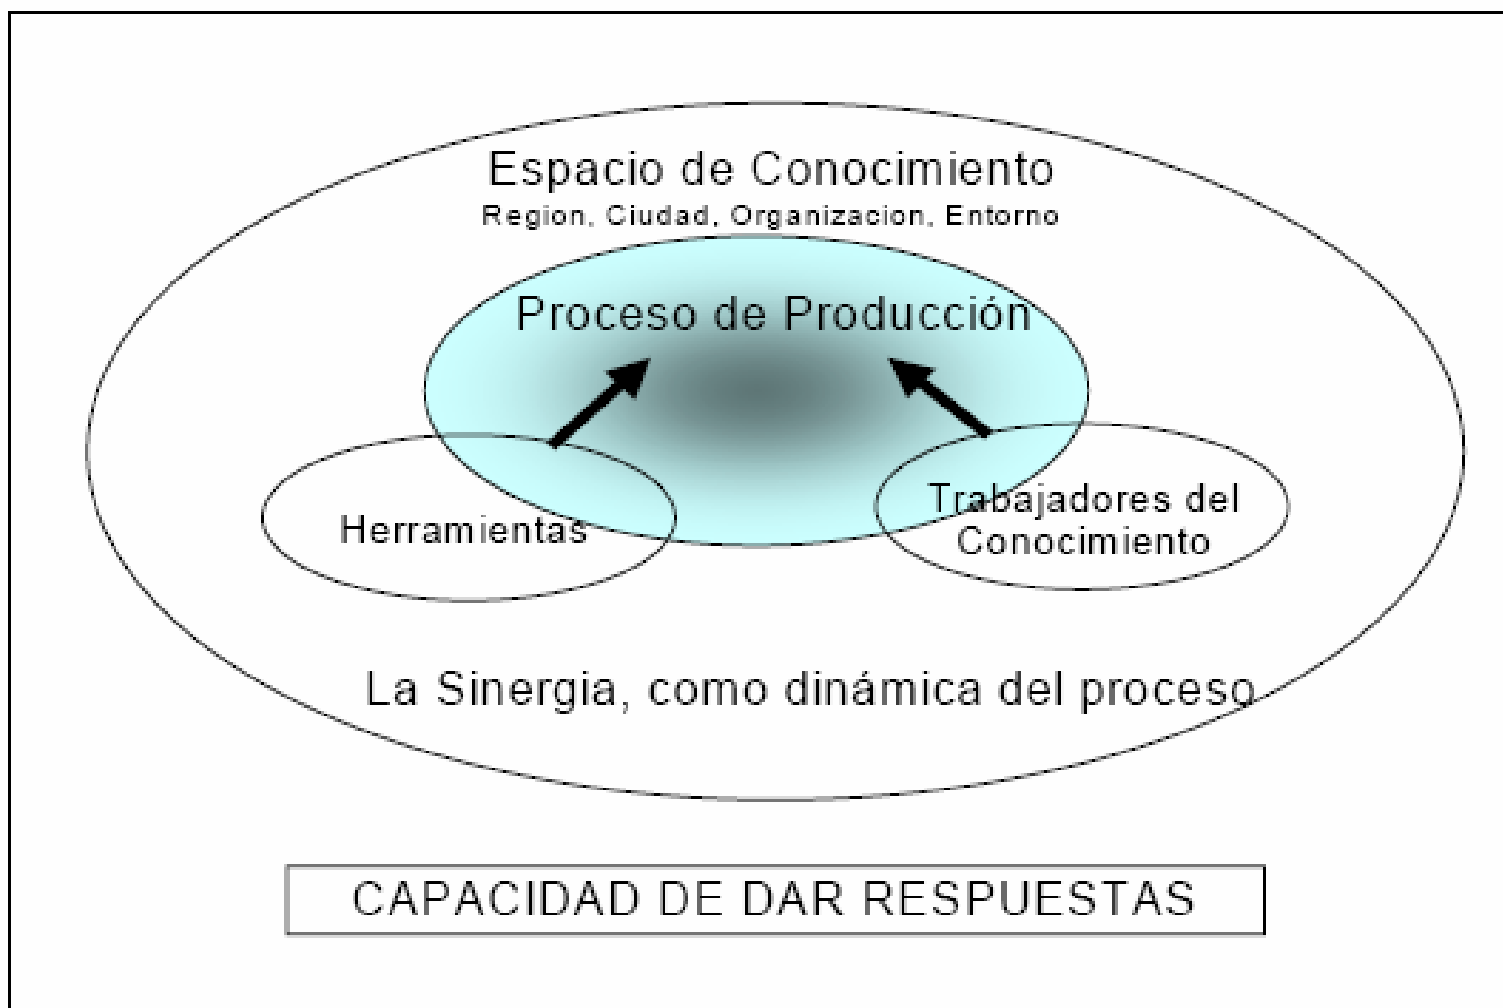 Espacio de Conocimiento
Region, Ciudad, Organizacion, Entorno
Proceso de Producción
Herramientas
Trabajadores del
Conocimiento
La Sinergia, como dinámica del proceso
CAPACIDAD DE DAR RESPUESTAS